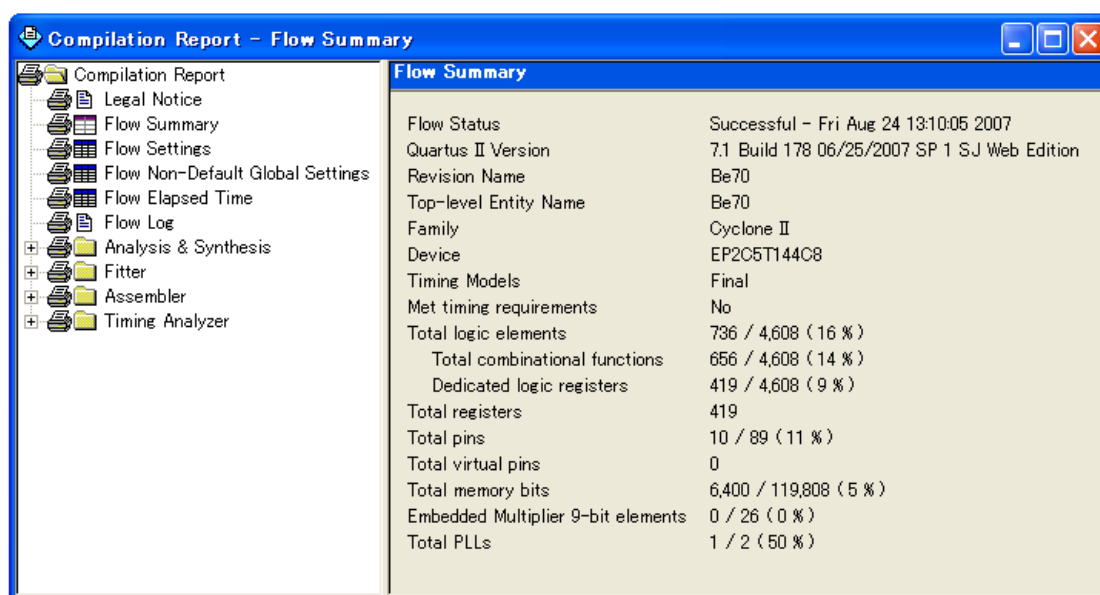 Compilation Report - Flow Summary
Compilation Report
Legal Notice
Flow Summary
Flow Settings
Flow Non-Default Global Settings
Flow Elapsed Time
Flow Log
Analysis & Synthesis
Fitter
Assembler
Timing Analyzer
Flow Summary
Flow Status Successful - Fri Aug 24 13:10:05 2007
Quartus II Version 7.1 Build 178 06/25/2007 SP 1 SJ Web Edition
Revision Name Be70
Top-level Entity Name Be70
Family Cyclone II
Device EP2C5T144C8
Timing Models Final
Met timing requirements No
Total logic elements 736 / 4,608 ( 16 % )
Total combinational functions 656 / 4,608 ( 14 % )
Dedicated logic registers 419 / 4,608 ( 9 % )
Total registers 419
Total pins 10 / 89 ( 11 % )
Total virtual pins 0
Total memory bits 6,400 / 119,808 ( 5 % )
Embedded Multiplier 9-bit elements 0 / 26 ( 0 % )
Total PLLs 1 / 2 ( 50 % )